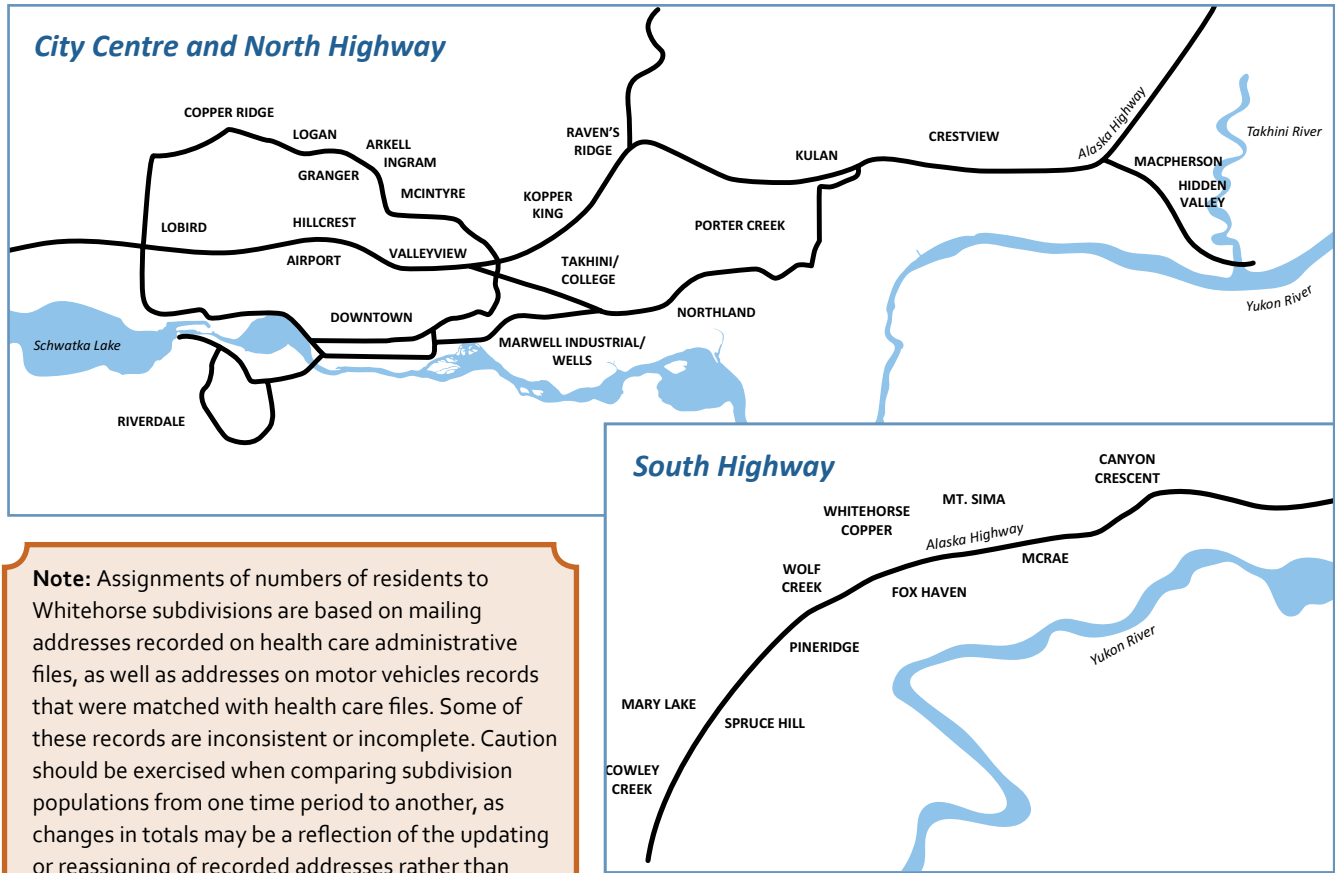 City Centre and North Highway
COPPER RIDGE
LOGAN
ARKELL
INGRAM
GRANGER
MCINTYRE
RAVEN'S
RIDGE
KOPPER
KING
KULAN
CRESTVIEW
Alaska Highway
MACPHERSON
HIDDEN
VALLEY
Takhini River
LOBIRD
HILLCREST
AIRPORT
VALLEYVIEW
TAKHINI/
COLLEGE
PORTER CREEK
NORTHLAND
Yukon River
DOWNTOWN
MARWELL INDUSTRIAL/
WELLS
Schwatka Lake
RIVERDALE
South Highway
CANYON
CRESCENT
MT. SIMA
WHITEHORSE
COPPER
Alaska Highway
MCRAE
WOLF
CREEK
FOX HAVEN
PINERIDGE
Yukon River
MARY LAKE
SPRUCE HILL
COWLEY
CREEK
Note: Assignments of numbers of residents to
Whitehorse subdivisions are based on mailing
addresses recorded on health care administrative
files, as well as addresses on motor vehicles records
that were matched with health care files. Some of
these records are inconsistent or incomplete. Caution
should be exercised when comparing subdivision
populations from one time period to another, as
changes in totals may be a reflection of the updating
or reassigning of recorded addresses rather than